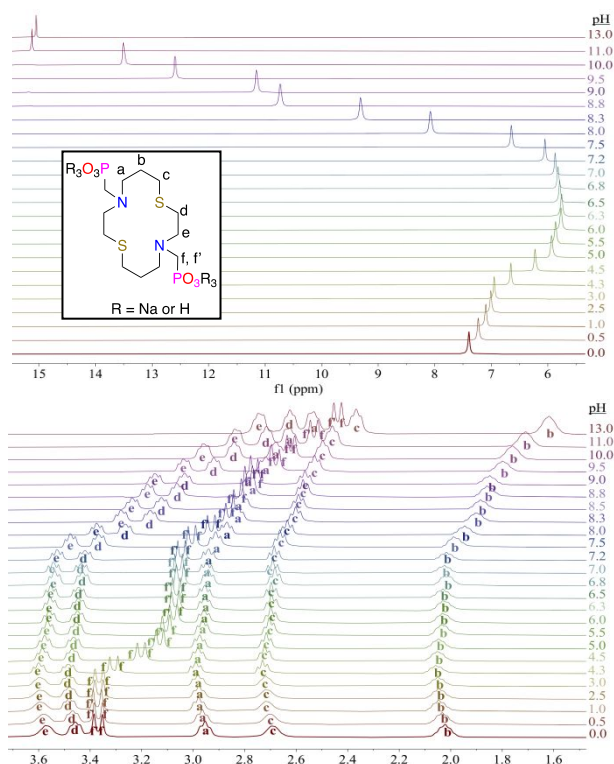 pH
13.0
11.0
10.0
9.5
9.0
8.8
8.3
8.0
7.5
7.2
7.0
6.8
6.5
6.3
6.0
5.5
5.0
4.5
4.3
3.0
2.5
1.0
0.5
0.0
R₃O₃P
a
b
c
N
S
d
e
S
N
f, f’
PO₃R₃
R = Na or H
15 14 13 12 11 10 9 8 7 6
f1 (ppm)
pH
13.0
11.0
10.0
9.5
9.0
8.8
8.5
8.3
8.0
7.5
7.2
7.0
6.8
6.5
6.3
6.0
5.5
5.0
4.5
4.3
3.0
2.5
1.0
0.5
0.0
e d f f a c b
3.6 3.4 3.2 3.0 2.8 2.6 2.4 2.2 2.0 1.8 1.6